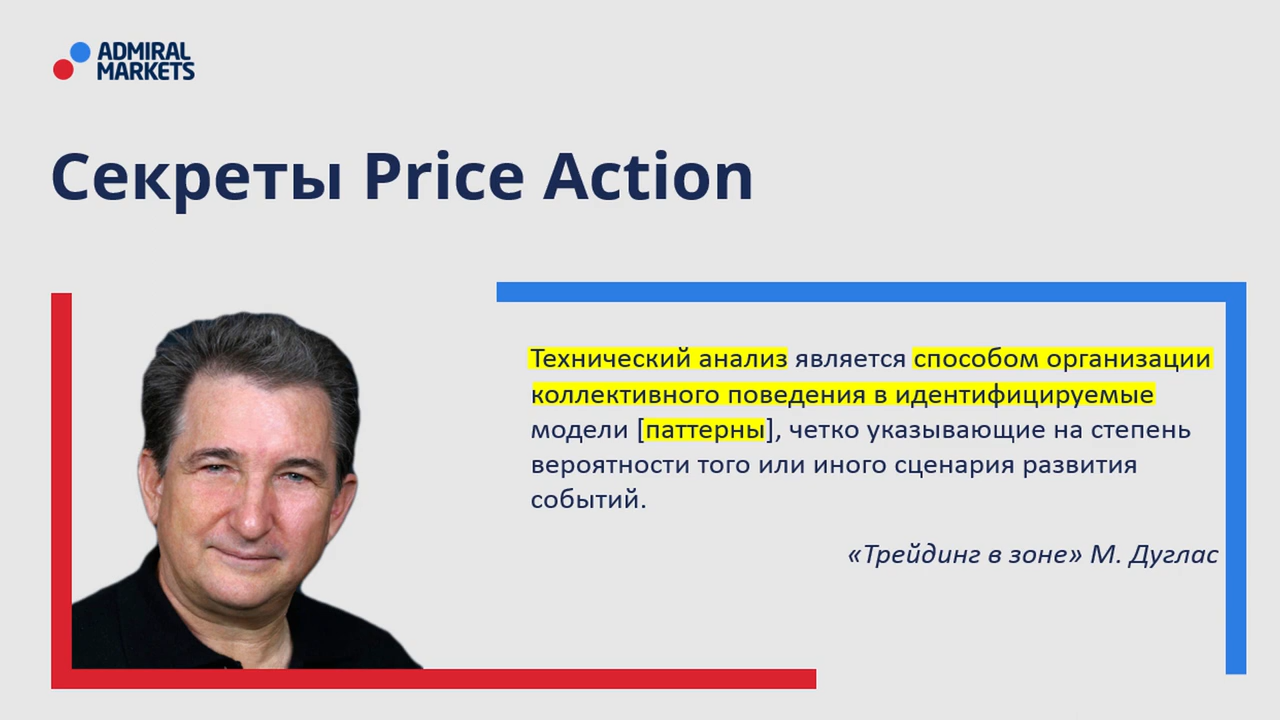 ADMIRAL
MARKETS
Секреты Price Action
Технический анализ является способом организации
коллективного поведения в идентифицируемые
модели [паттерны], четко указывающие на степень
вероятности того или иного сценария развития
событий.
«Трейдинг в зоне» М. Дуглас